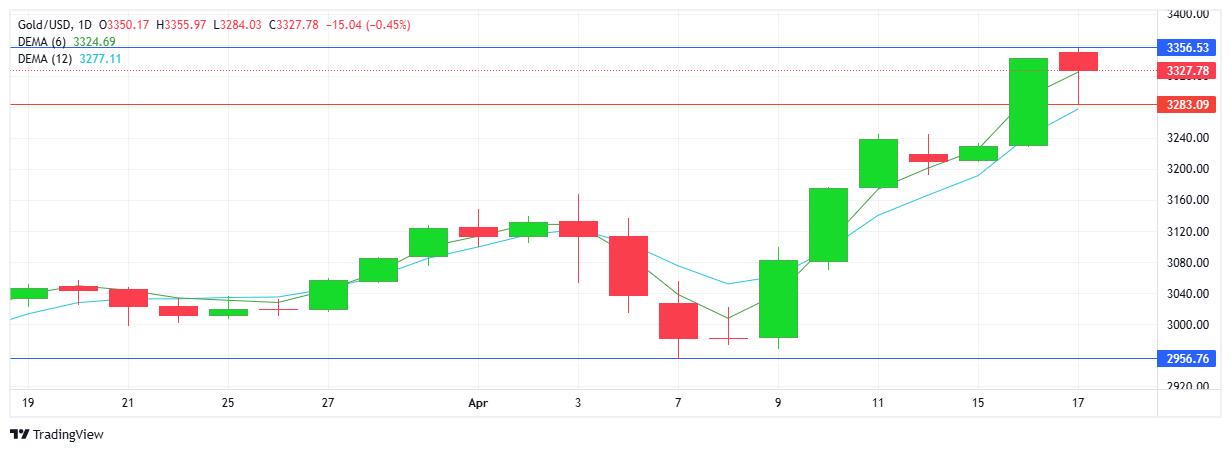 Gold/USD, 1D O3350.17 H3355.97 L3284.03 C3327.78 −15.04 (−0.45%)
DEMA (6) 3324.69
DEMA (12) 3277.11
3400.00
3356.53
3327.78
3283.09
3240.00
3200.00
3160.00
3120.00
3080.00
3040.00
3000.00
2956.76
2920.00
19 21 25 27 Apr 3 7 9 11 15 17
TradingView